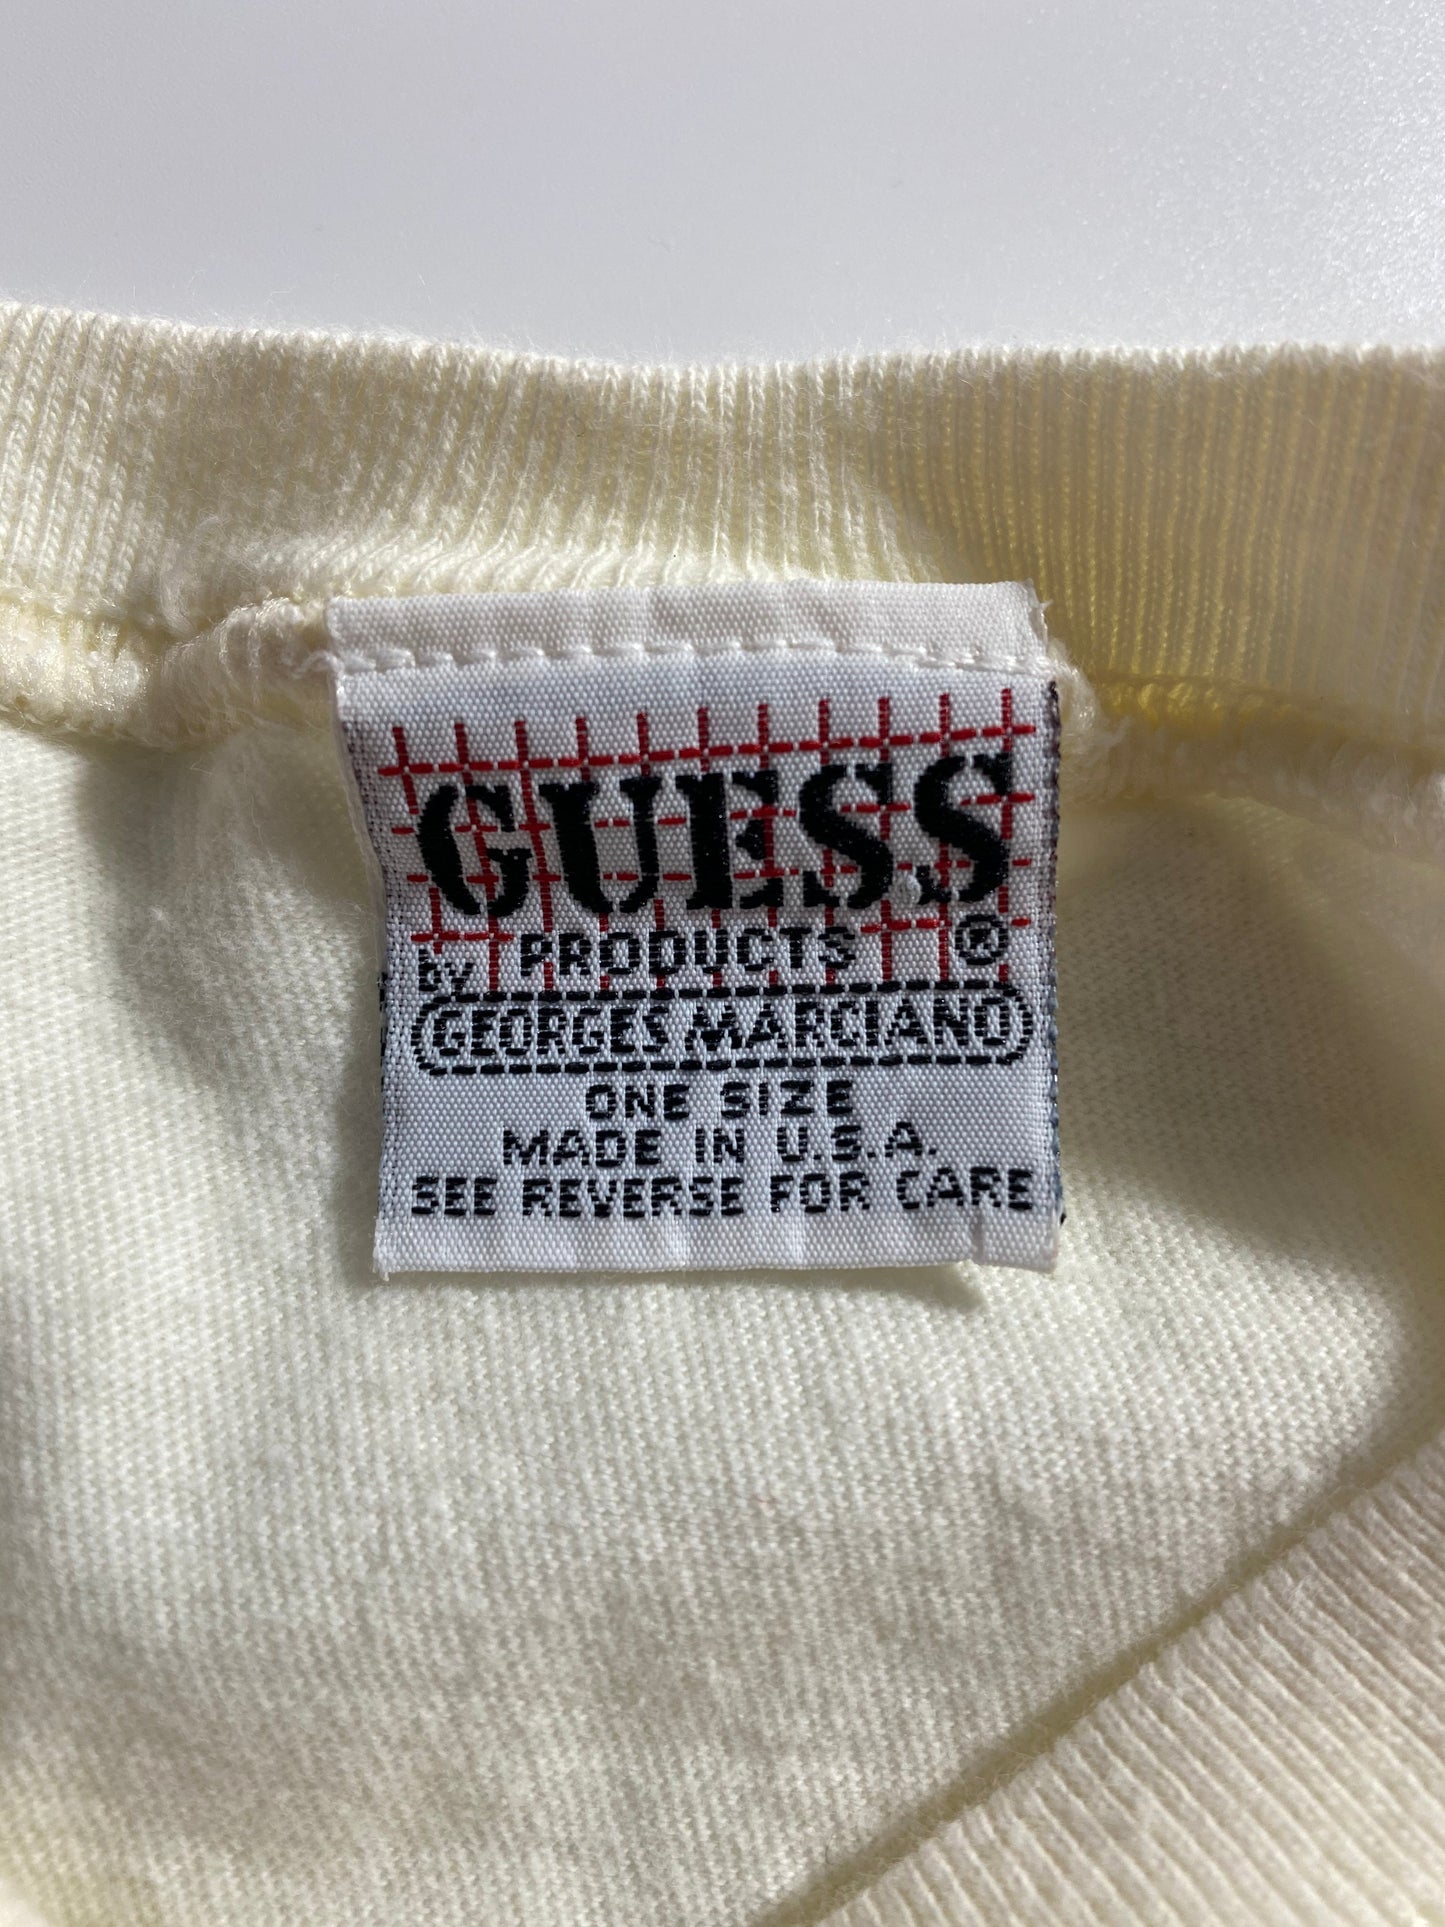 GUESS
PRODUCTS ®
by
GEORGES MARCIANO
ONE SIZE
MADE IN U.S.A.
SEE REVERSE FOR CARE